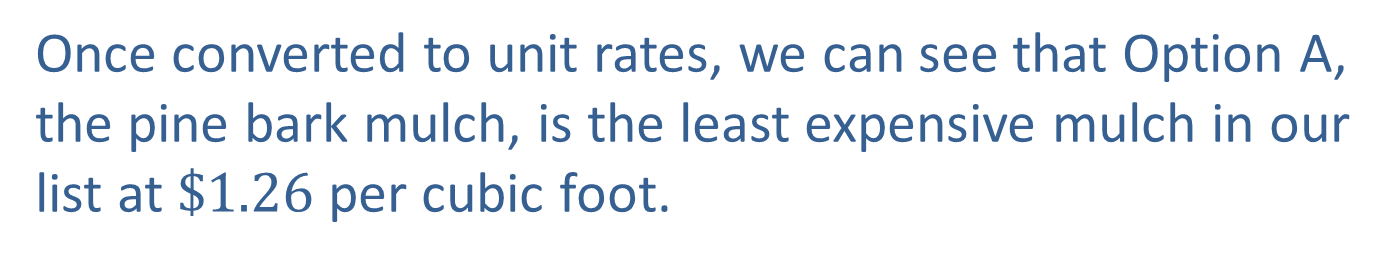 Once converted to unit rates, we can see that Option A,
the pine bark mulch, is the least expensive mulch in our
list at $1.26 per cubic foot.